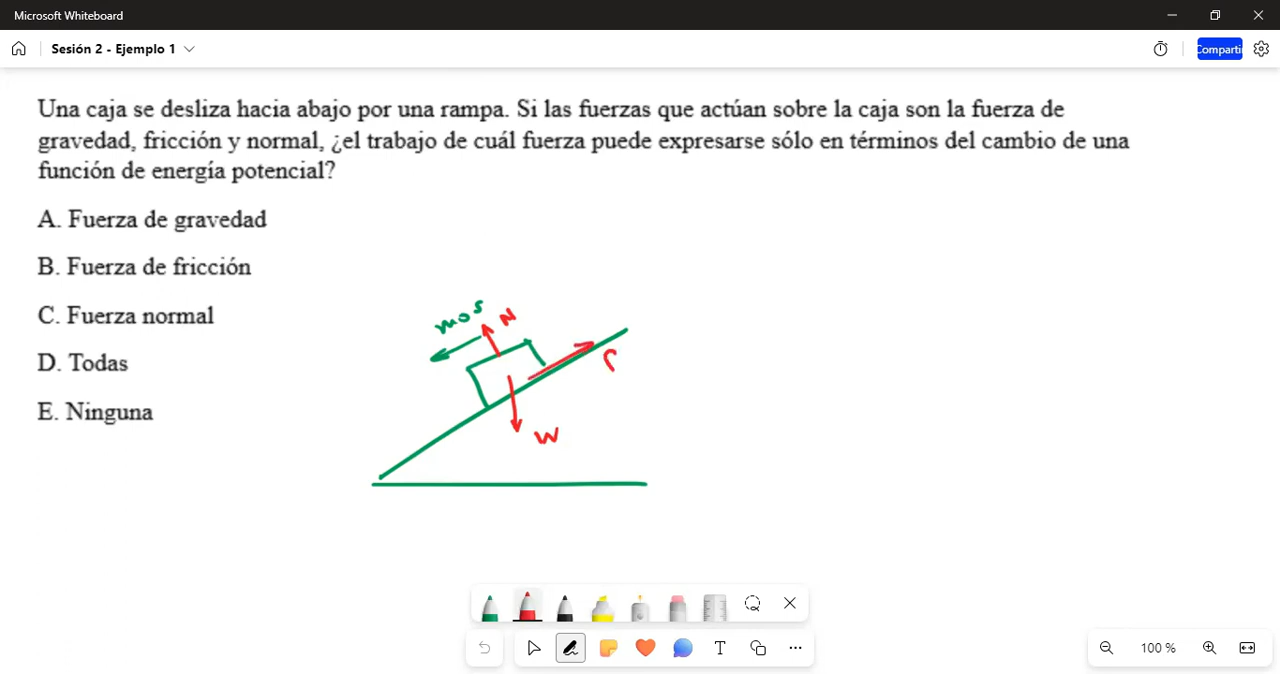 Microsoft Whiteboard
Sesión 2 - Ejemplo 1
Comparti
Una caja se desliza hacia abajo por una rampa. Si las fuerzas que actúan sobre la caja son la fuerza de
gravedad, fricción y normal, ¿el trabajo de cuál fuerza puede expresarse sólo en términos del cambio de una
función de energía potencial?
A. Fuerza de gravedad
B. Fuerza de fricción
C. Fuerza normal
D. Todas
E. Ninguna
N
W
T
100 %